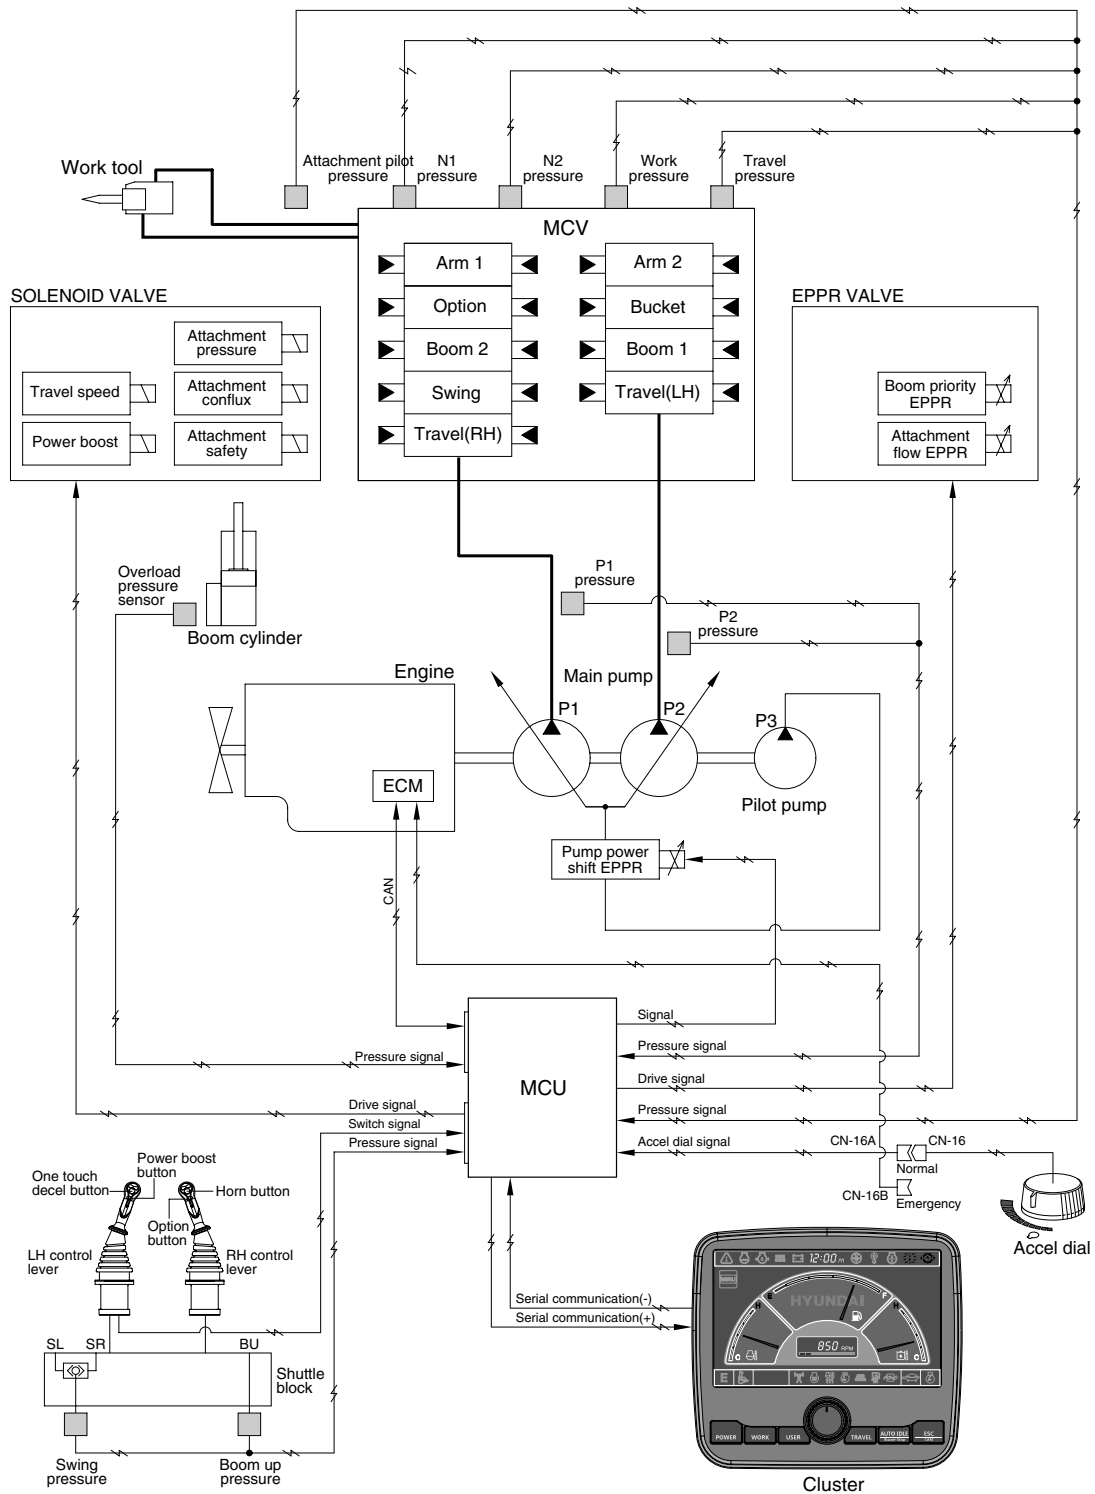 Attachment pilot
pressure
N1
pressure
N2
pressure
Work
pressure
Travel
pressure
Work tool
MCV
Arm 1
Arm 2
Option
Bucket
Boom 2
Boom 1
Swing
Travel(LH)
Travel(RH)
SOLENOID VALVE
Attachment
pressure
Travel speed
Attachment
conflux
Power boost
Attachment
safety
EPPR VALVE
Boom priority
EPPR
Attachment
flow EPPR
Overload
pressure
sensor
Boom cylinder
P1
pressure
P2
pressure
Engine
Main pump
P1
P2
P3
ECM
Pilot pump
Pump power
shift EPPR
CAN
MCU
Signal
Pressure signal
Pressure signal
Drive signal
Drive signal
Pressure signal
Switch signal
Pressure signal
Accel dial signal
CN-16A
CN-16
Normal
CN-16B
Emergency
Accel dial
Power boost
button
One touch
decel button
Horn button
Option
button
LH control
lever
RH control
lever
Serial communication(-)
Serial communication(+)
SL
SR
BU
Shuttle
block
Swing
pressure
Boom up
pressure
12:00
MENU
E
F
H
H
HYUNDAI
C
C
850 RPM
E
POWER
WORK
USER
TRAVEL
AUTO IDLE
ESC
Cluster